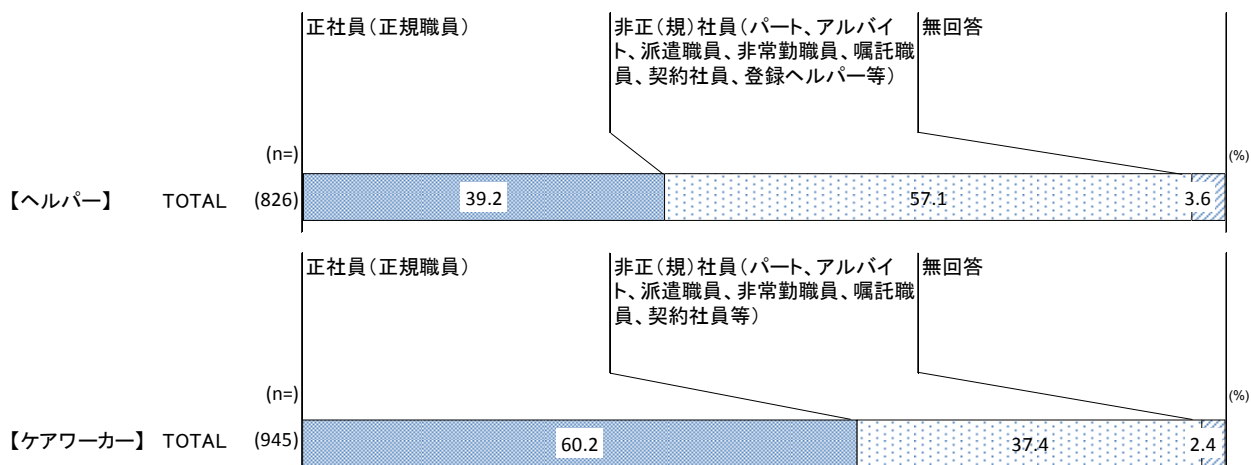 正社員(正規職員)
非正(規)社員(パート、アルバイ
ト、派遣職員、非常勤職員、嘱託職
員、契約社員、登録ヘルパー等)
無回答
(n=)
(%)
【ヘルパー】 TOTAL (826) 39.2 57.1 3.6
正社員(正規職員)
非正(規)社員(パート、アルバイ
ト、派遣職員、非常勤職員、嘱託職
員、契約社員等)
無回答
(n=)
(%)
【ケアワーカー】 TOTAL (945) 60.2 37.4 2.4